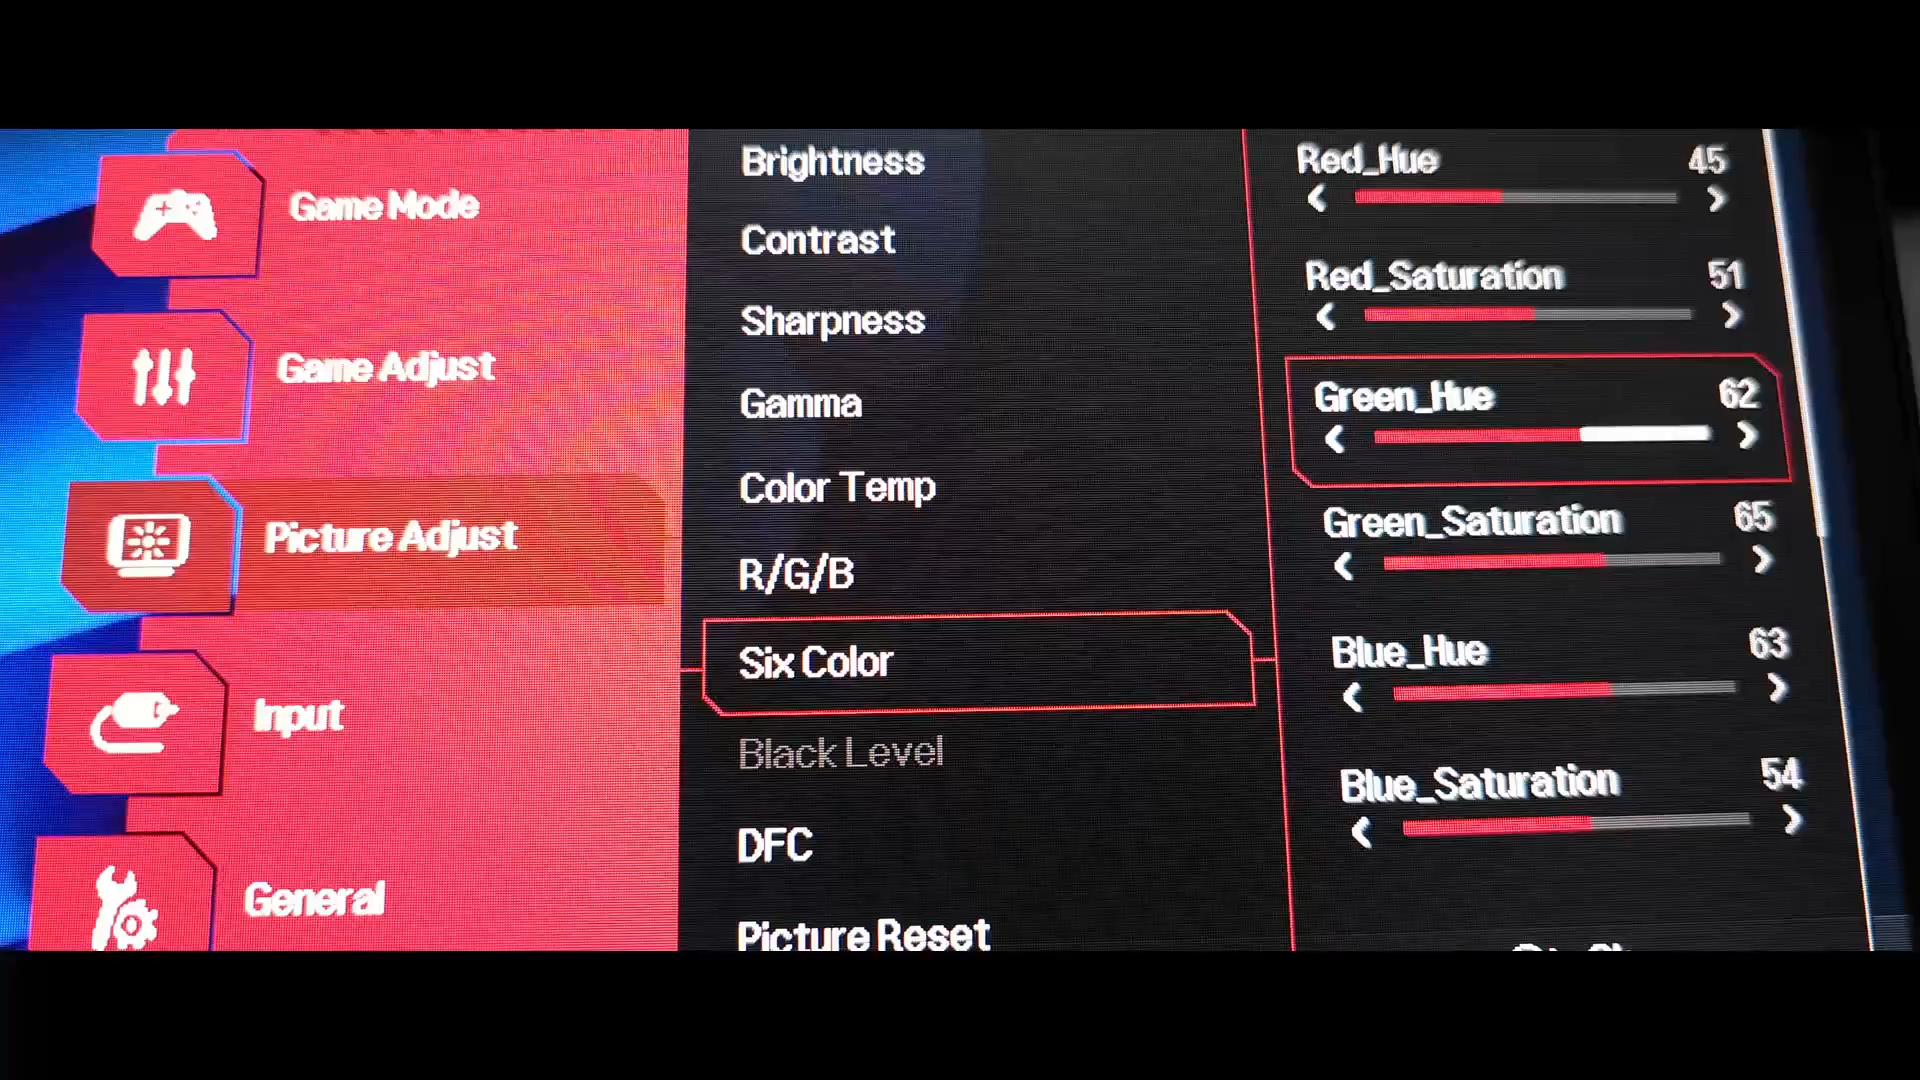 Game Mode
Game Adjust
Picture Adjust
Input
General
Brightness
Contrast
Sharpness
Gamma
Color Temp
R/G/B
Six Color
Black Level
DFC
Picture Reset
Red_Hue 45
Red_Saturation 51
Green_Hue 62
Green_Saturation 65
Blue_Hue 63
Blue_Saturation 54